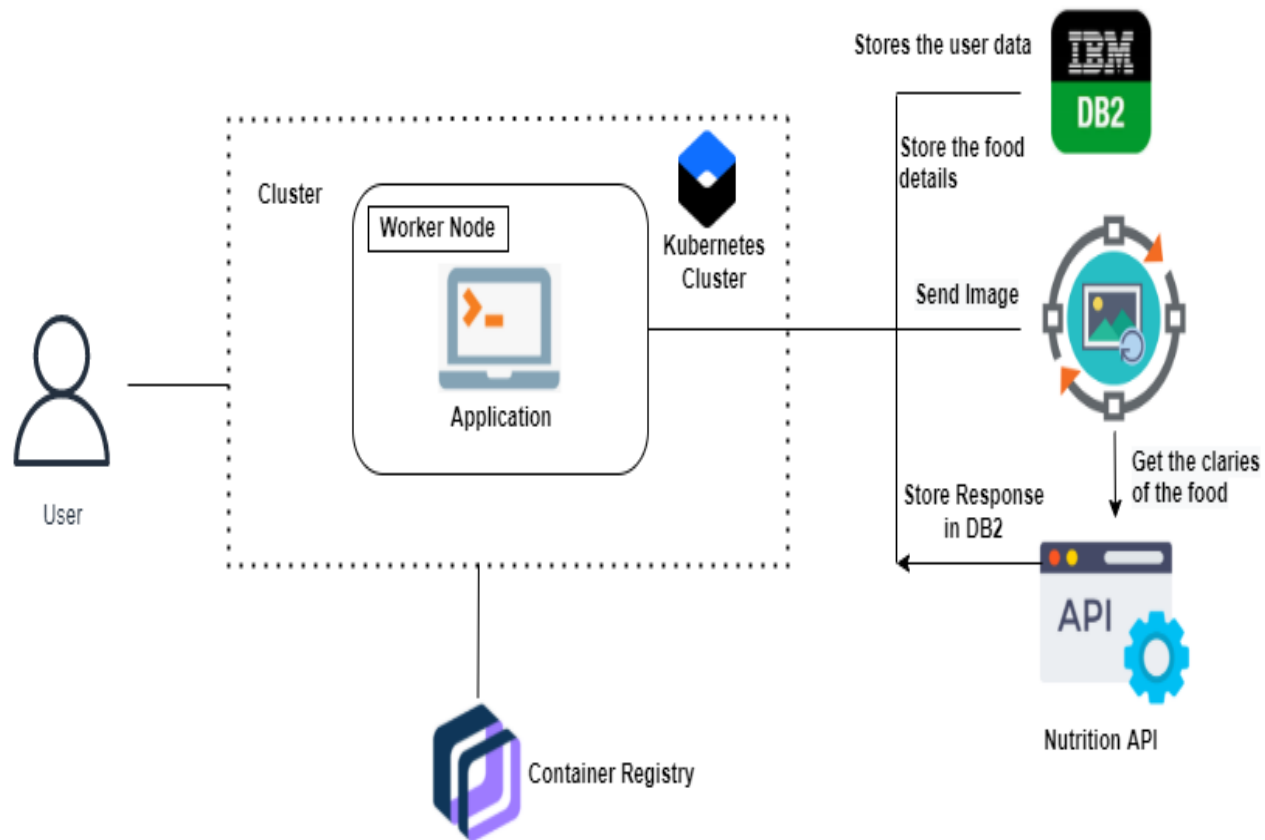 Stores the user data
IBM
DB2
Store the food
details
Cluster
Worker Node
Kubernetes
Cluster
Send Image
Application
User
Get the claries
of the food
Store Response
in DB2
API
Nutrition API
Container Registry